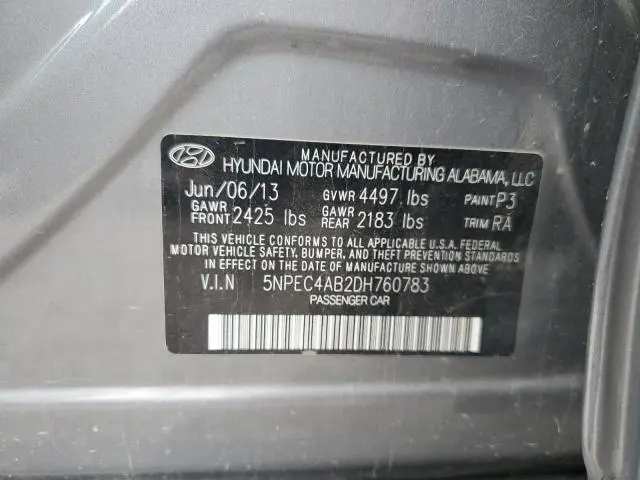 MANUFACTURED BY
HYUNDAI MOTOR MANUFACTURING ALABAMA, LLC
Jun/06/13 GVWR 4497 lbs PAINT P3
GAWR FRONT 2425 lbs GAWR REAR 2183 lbs TRIM RA
THIS VEHICLE CONFORMS TO ALL APPLICABLE U.S.A. FEDERAL
MOTOR VEHICLE SAFETY, BUMPER, AND THEFT PREVENTION
STANDARDS IN EFFECT ON THE DATE OF MANUFACTURE SHOWN ABOVE.
V.I.N 5NPEC4AB2DH760783
PASSENGER CAR